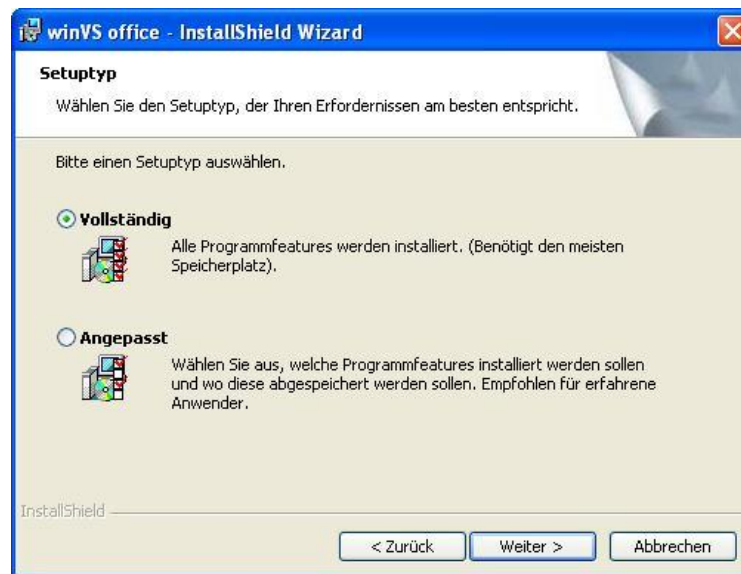 winVS office - InstallShield Wizard
Setuptyp
Wählen Sie den Setuptyp, der Ihren Erfordernissen am besten entspricht.
Bitte einen Setuptyp auswählen.
Vollständig
Alle Programmfeatures werden installiert. (Benötigt den meisten
Speicherplatz).
Angepasst
Wählen Sie aus, welche Programmfeatures installiert werden sollen
und wo diese abgespeichert werden sollen. Empfohlen für erfahrene
Anwender.
InstallShield
< Zurück Weiter > Abbrechen